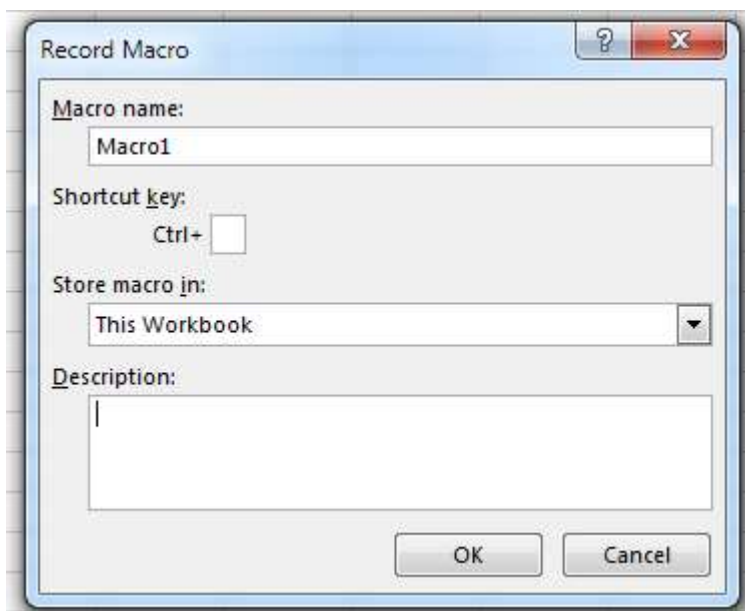 Record Macro
Macro name:
Macro1
Shortcut key:
Ctrl+
Store macro in:
This Workbook
Description:
OK Cancel